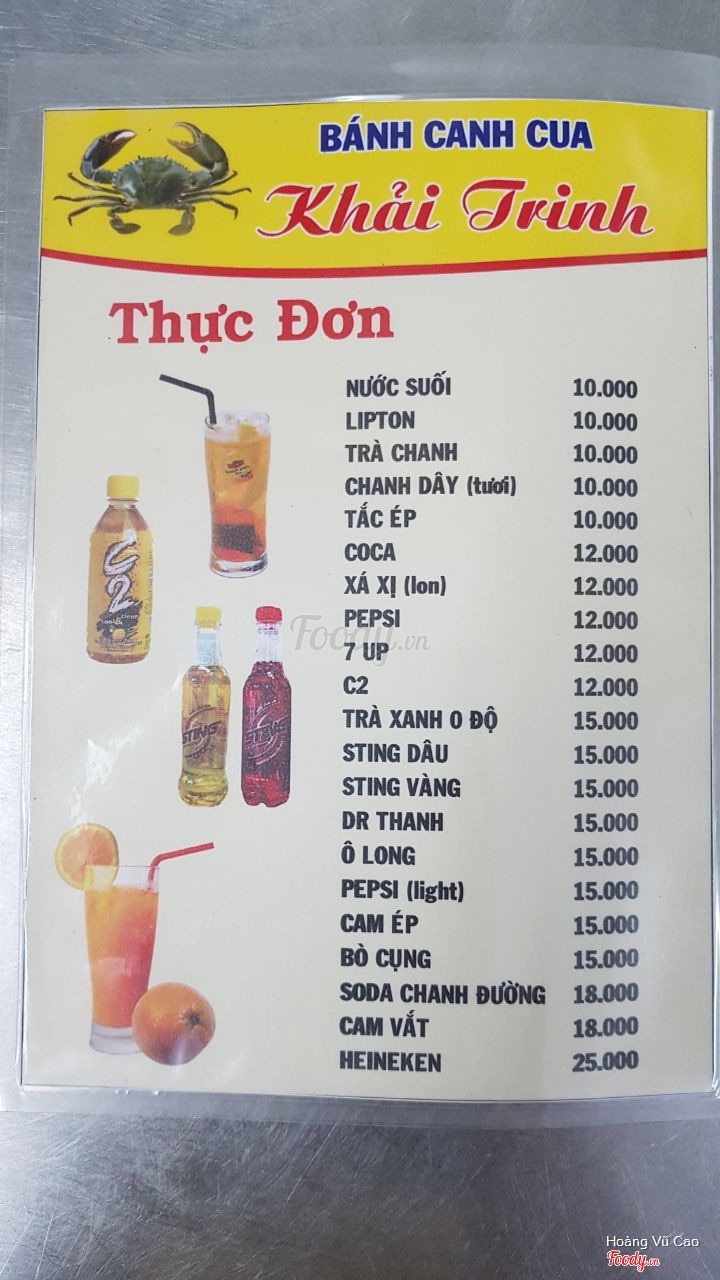 BÁNH CANH CUA
Khải Trinh
Thực Đơn
NƯỚC SUỐI 10.000
LIPTON 10.000
TRÀ CHANH 10.000
CHANH DÂY (tươi) 10.000
TẮC ÉP 10.000
COCA 12.000
XÁ XỊ (lon) 12.000
PEPSI 12.000
7 UP 12.000
C2 12.000
TRÀ XANH O ĐỘ 15.000
STING DÂU 15.000
STING VÀNG 15.000
DR THANH 15.000
Ô LONG 15.000
PEPSI (light) 15.000
CAM ÉP 15.000
BÒ CỤNG 15.000
SODA CHANH ĐƯỜNG 18.000
CAM VẮT 18.000
HEINEKEN 25.000
C2
cool & clean
STING
STING
Foody.vn
Hoàng Vũ Cao
Foody.vn